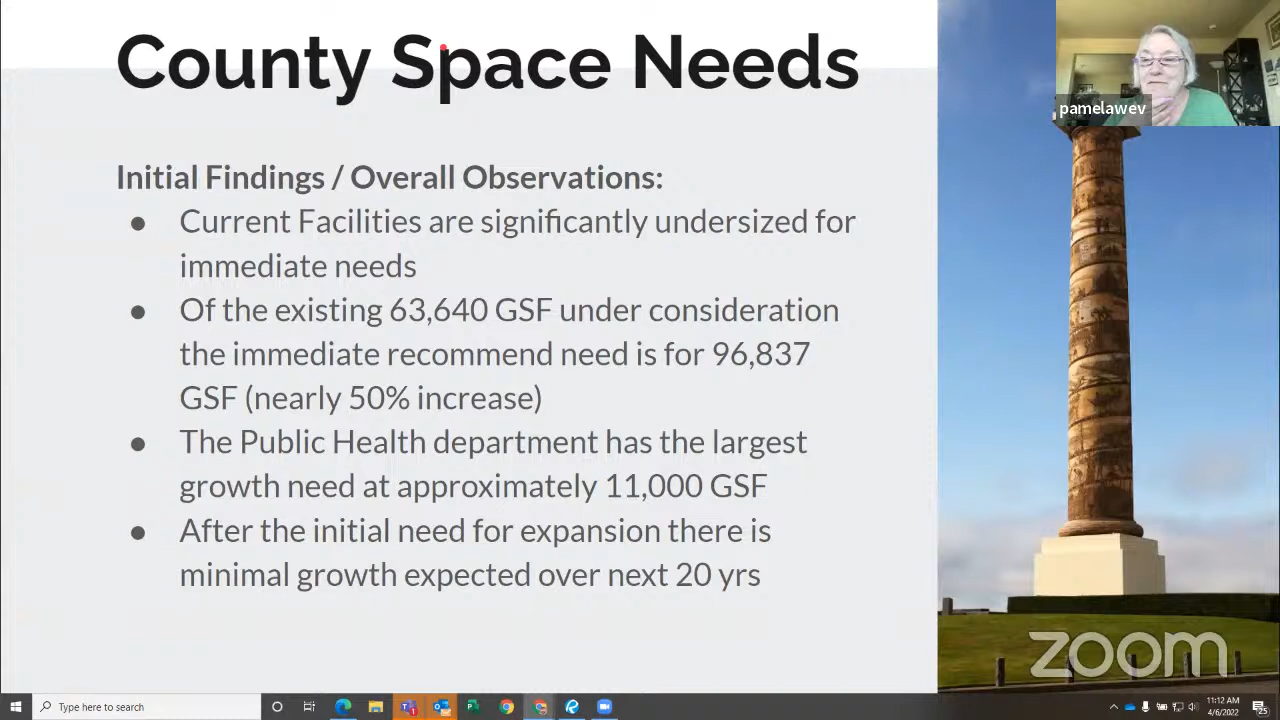 County Space Needs
pamelawev
Initial Findings / Overall Observations:
● Current Facilities are significantly undersized for
immediate needs
● Of the existing 63,640 GSF under consideration
the immediate recommend need is for 96,837
GSF (nearly 50% increase)
● The Public Health department has the largest
growth need at approximately 11,000 GSF
● After the initial need for expansion there is
minimal growth expected over next 20 yrs
zoom
Type here to search
11:12 AM
4/6/2022